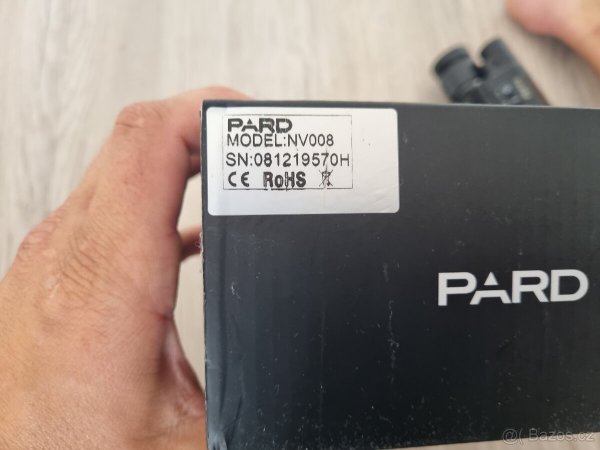 PARD
MODEL:NV008
SN:081219570H
CE RoHS
PARD
@( Bazos.cz